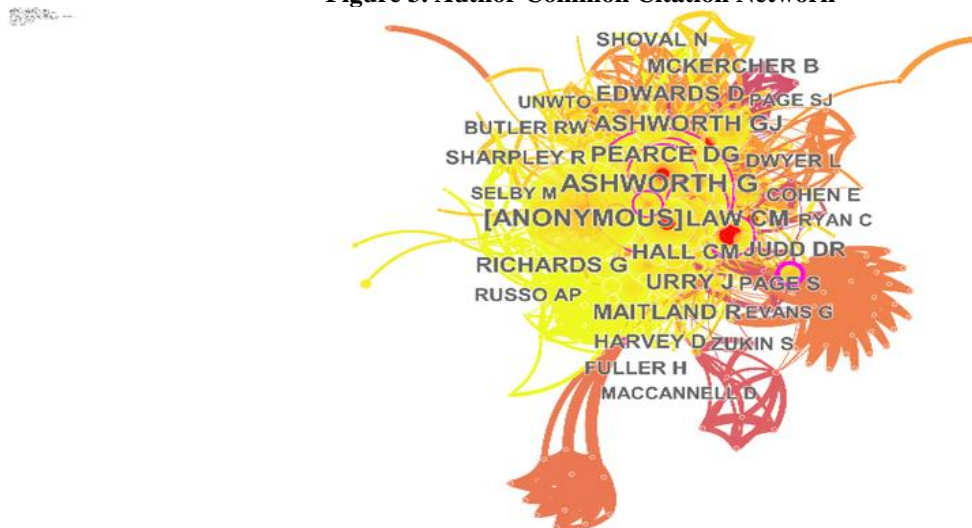 Figure 3. Author Common Citation Network
SHOVAL N
MCKERCHER B
UNWTO EDWARDS D PAGE SJ
BUTLER RW ASHWORTH GJ
SHARPLEY R PEARCE DG DWYER L
SELBY M ASHWORTH G COHEN E
[ANONYMOUS] LAW CM RYAN C
HALL CM JUDD DR
RICHARDS G
URRY J PAGE S
RUSSO AP
MAITLAND R EVANS G
HARVEY D ZUKIN S
FULLER H
MACCANNELL D